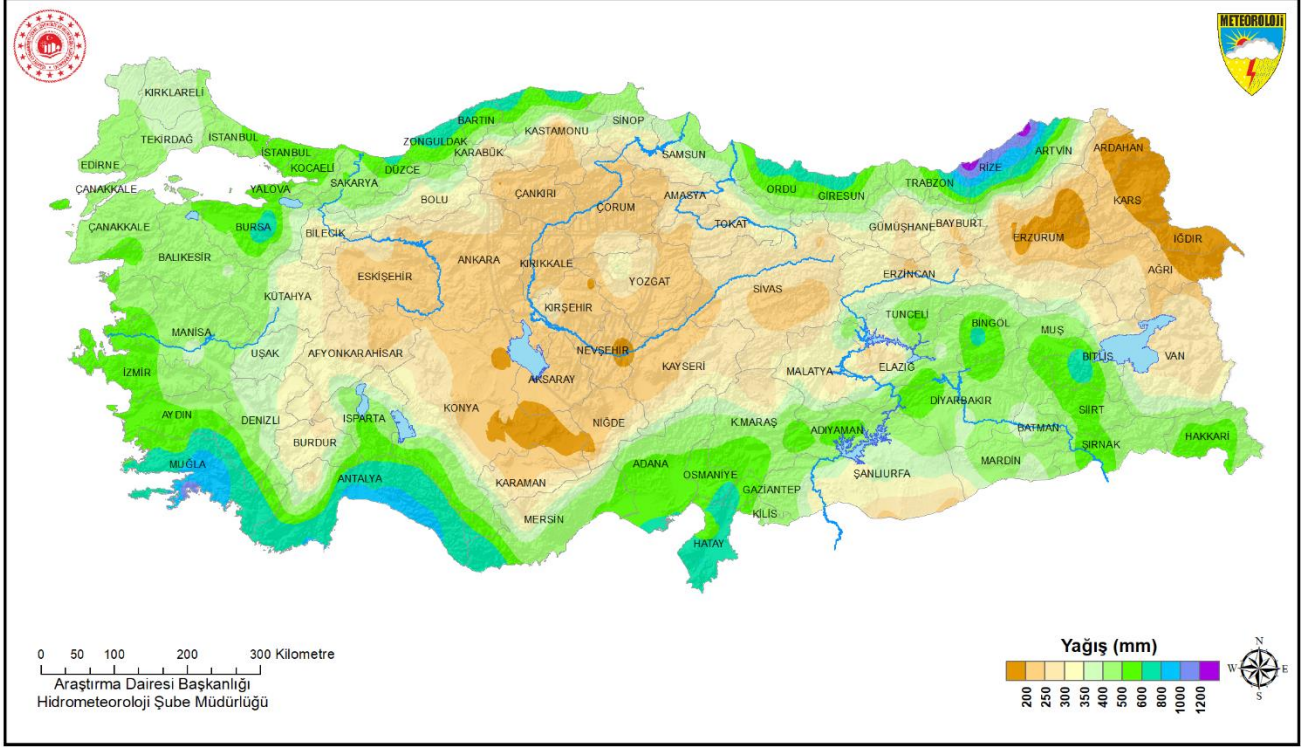 METEOROLOJİ
KIRKLARELİ
TEKİRDAĞ
İSTANBUL
EDİRNE
İSTANBUL
KOCAELİ
ÇANAKKALE
YALOVA
SAKARYA
DÜZCE
ZONGULDAK
BARTIN
KARABÜK
KASTAMONU
SİNOP
SAMSUN
ORDU
GİRESUN
TRABZON
RİZE
ARTVİN
ARDAHAN
KARS
ÇANAKKALE
BURSA
BİLECİK
BOLU
ÇANKIRI
ÇORUM
AMASYA
TOKAT
GÜMÜŞHANE
BAYBURT
ERZURUM
IĞDIR
BALIKESİR
ESKİŞEHİR
ANKARA
KIRIKKALE
YOZGAT
SİVAS
ERZİNCAN
AĞRI
KÜTAHYA
KIRŞEHİR
TUNCELİ
BİNGÖL
MUŞ
MANİSA
UŞAK
AFYONKARAHİSAR
NEVŞEHİR
KAYSERİ
MALATYA
ELAZIĞ
BİTLİS
VAN
İZMİR
AKSARAY
DİYARBAKIR
AYDIN
DENİZLİ
ISPARTA
KONYA
NİĞDE
K.MARAŞ
ADIYAMAN
BATMAN
SİİRT
BURDUR
ŞIRNAK
HAKKARİ
MUĞLA
ANTALYA
KARAMAN
ADANA
OSMANİYE
GAZİANTEP
ŞANLIURFA
MARDİN
MERSİN
KİLİS
HATAY
0 50 100 200 300 Kilometre
Araştırma Dairesi Başkanlığı
Hidrometeoroloji Şube Müdürlüğü
Yağış (mm)
200 250 300 350 400 500 600 800 1000 1200
N
W E
S